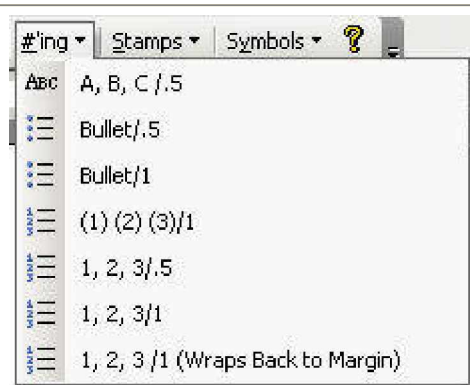 #'ing Stamps Symbols ?
ABC A, B, C /.5
Bullet/.5
Bullet/1
(1) (2) (3)/1
1, 2, 3/.5
1, 2, 3/1
1, 2, 3 /1 (Wraps Back to Margin)